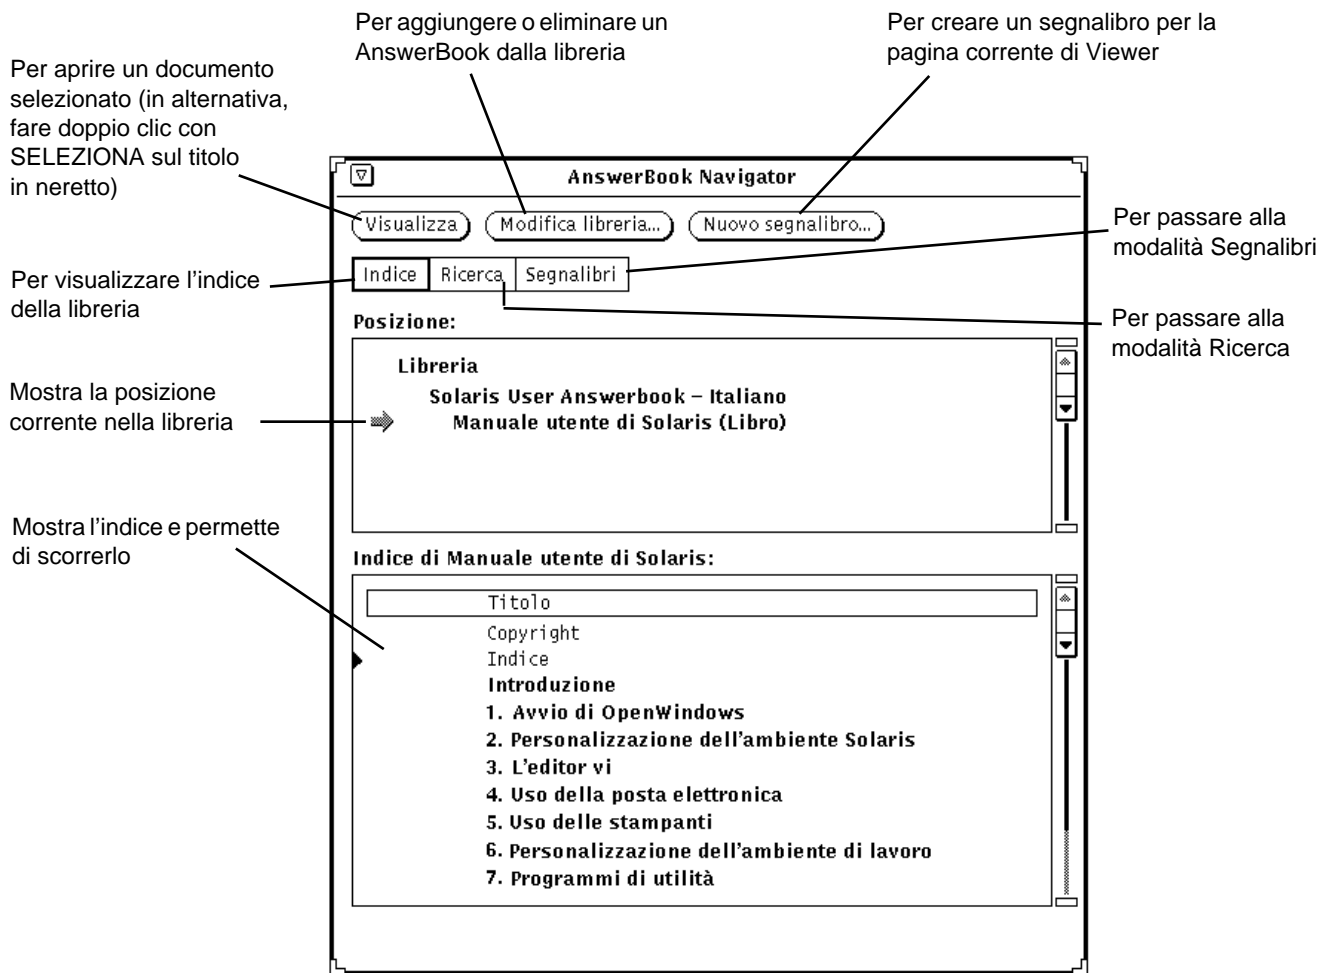 Per aggiungere o eliminare un
AnswerBook dalla libreria
Per creare un segnalibro per la
pagina corrente di Viewer
Per aprire un documento
selezionato (in alternativa,
fare doppio clic con
SELEZIONA sul titolo
in neretto)
AnswerBook Navigator
Visualizza
Modifica libreria...
Nuovo segnalibro...
Per passare alla
modalità Segnalibri
Per visualizzare l'indice
della libreria
Indice
Ricerca
Segnalibri
Per passare alla
modalità Ricerca
Posizione:
Libreria
Solaris User Answerbook – Italiano
Manuale utente di Solaris (Libro)
Mostra la posizione
corrente nella libreria
Mostra l'indice e permette
di scorrerlo
Indice di Manuale utente di Solaris:
Titolo
Copyright
Indice
Introduzione
1. Avvio di OpenWindows
2. Personalizzazione dell'ambiente Solaris
3. L'editor vi
4. Uso della posta elettronica
5. Uso delle stampanti
6. Personalizzazione dell'ambiente di lavoro
7. Programmi di utilità